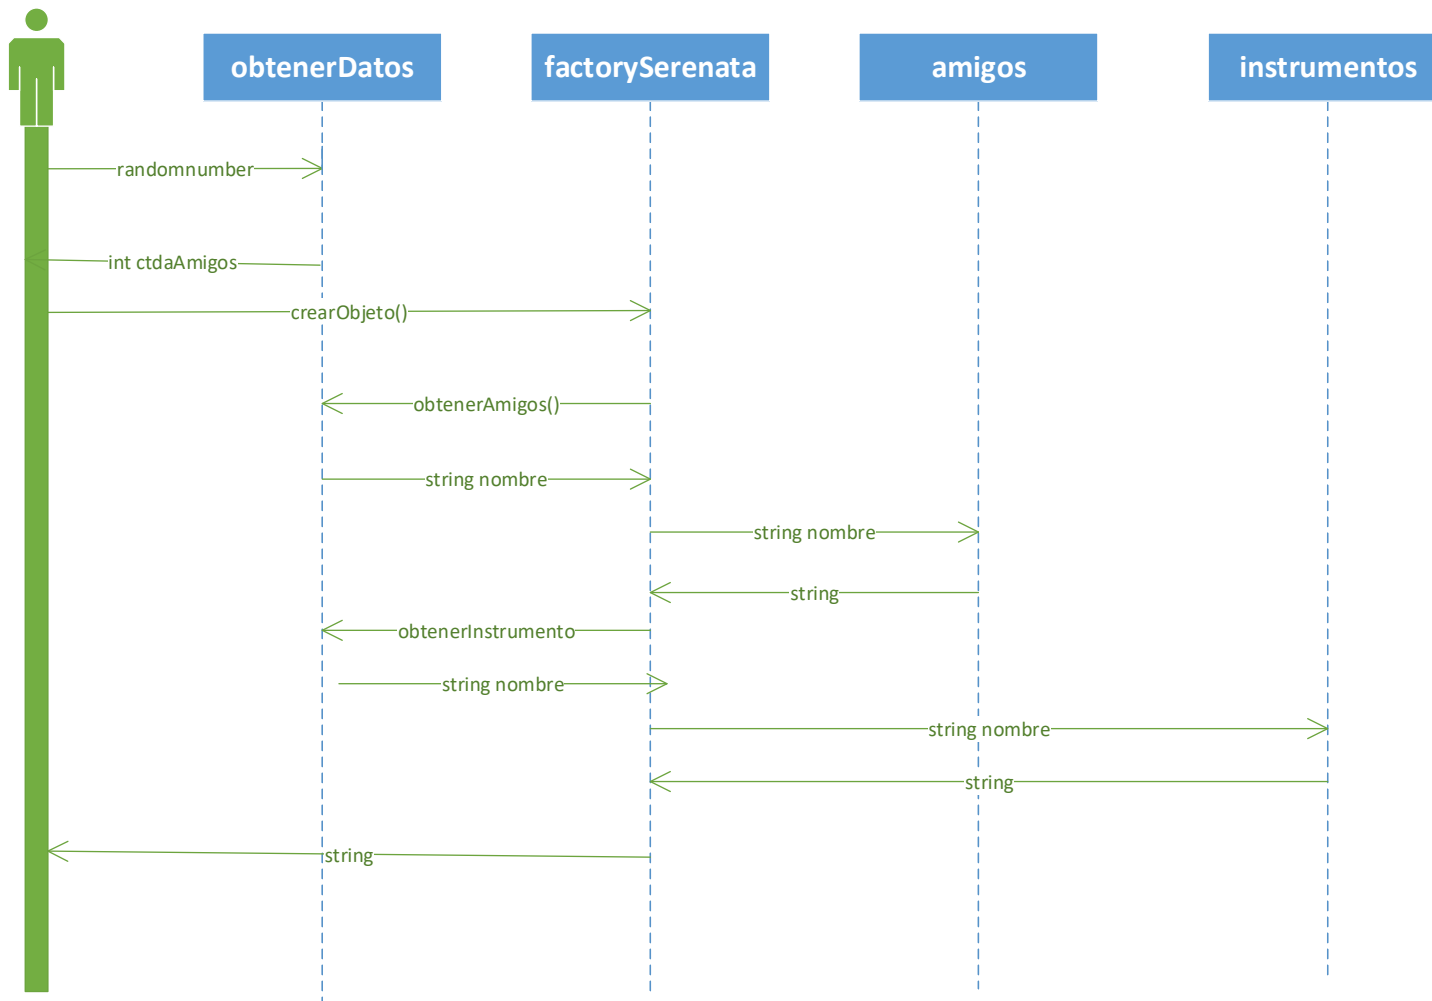 obtenerDatos
factorySerenata
amigos
instrumentos
randomnumber
int ctdaAmigos
crearObjeto()
obtenerAmigos()
string nombre
string nombre
string
obtenerInstrumento
string nombre
string nombre
string
string